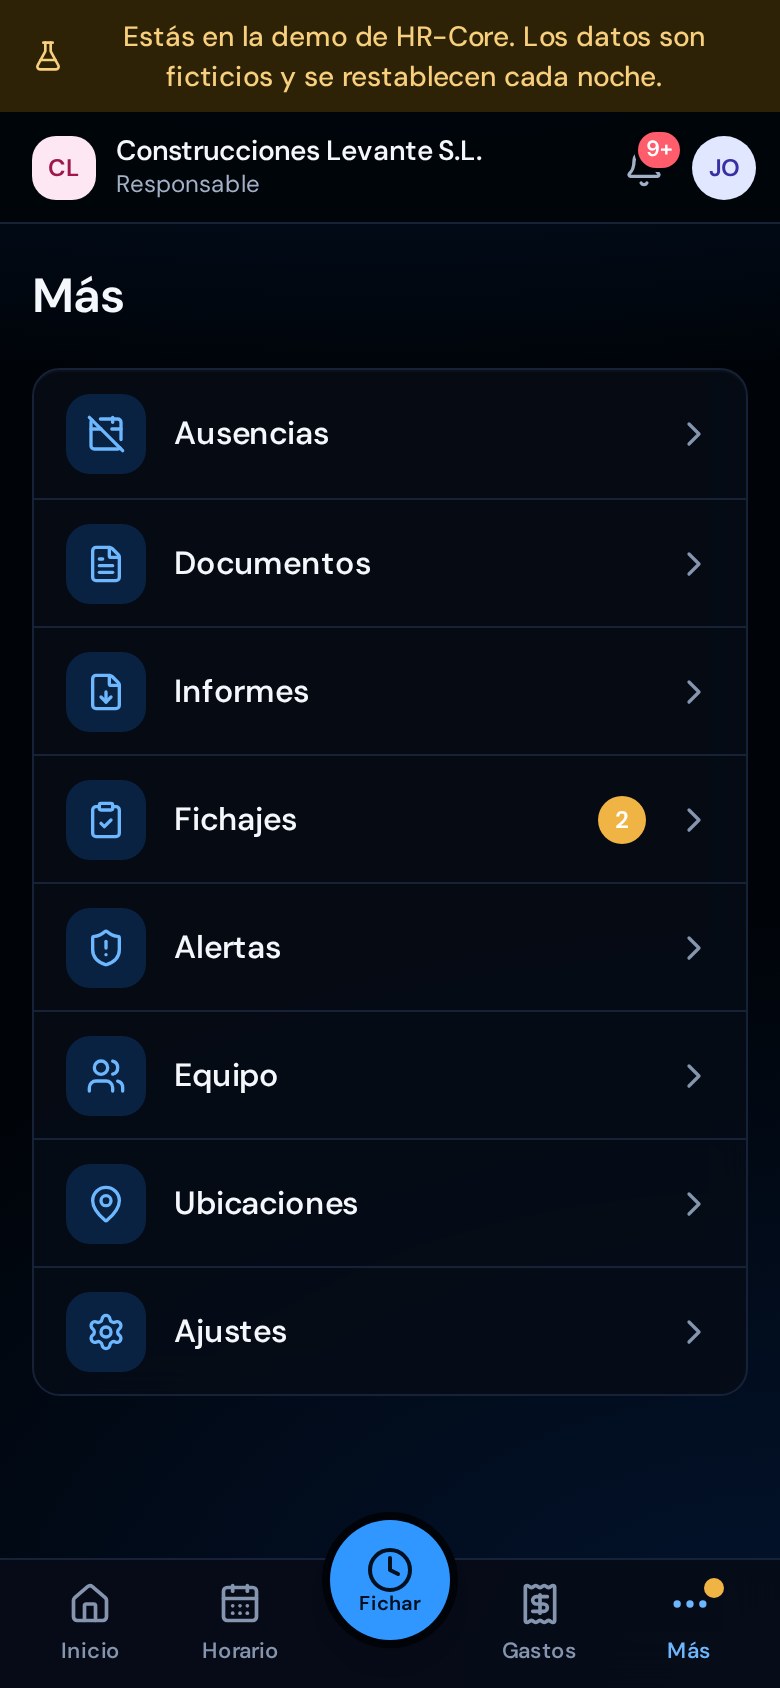 Estás en la demo de HR-Core. Los datos son
ficticios y se restablecen cada noche.
CL
Construcciones Levante S.L.
Responsable
9+
JO
Más
Ausencias
Documentos
Informes
Fichajes
2
Alertas
Equipo
Ubicaciones
Ajustes
Inicio
Horario
Fichar
Gastos
Más